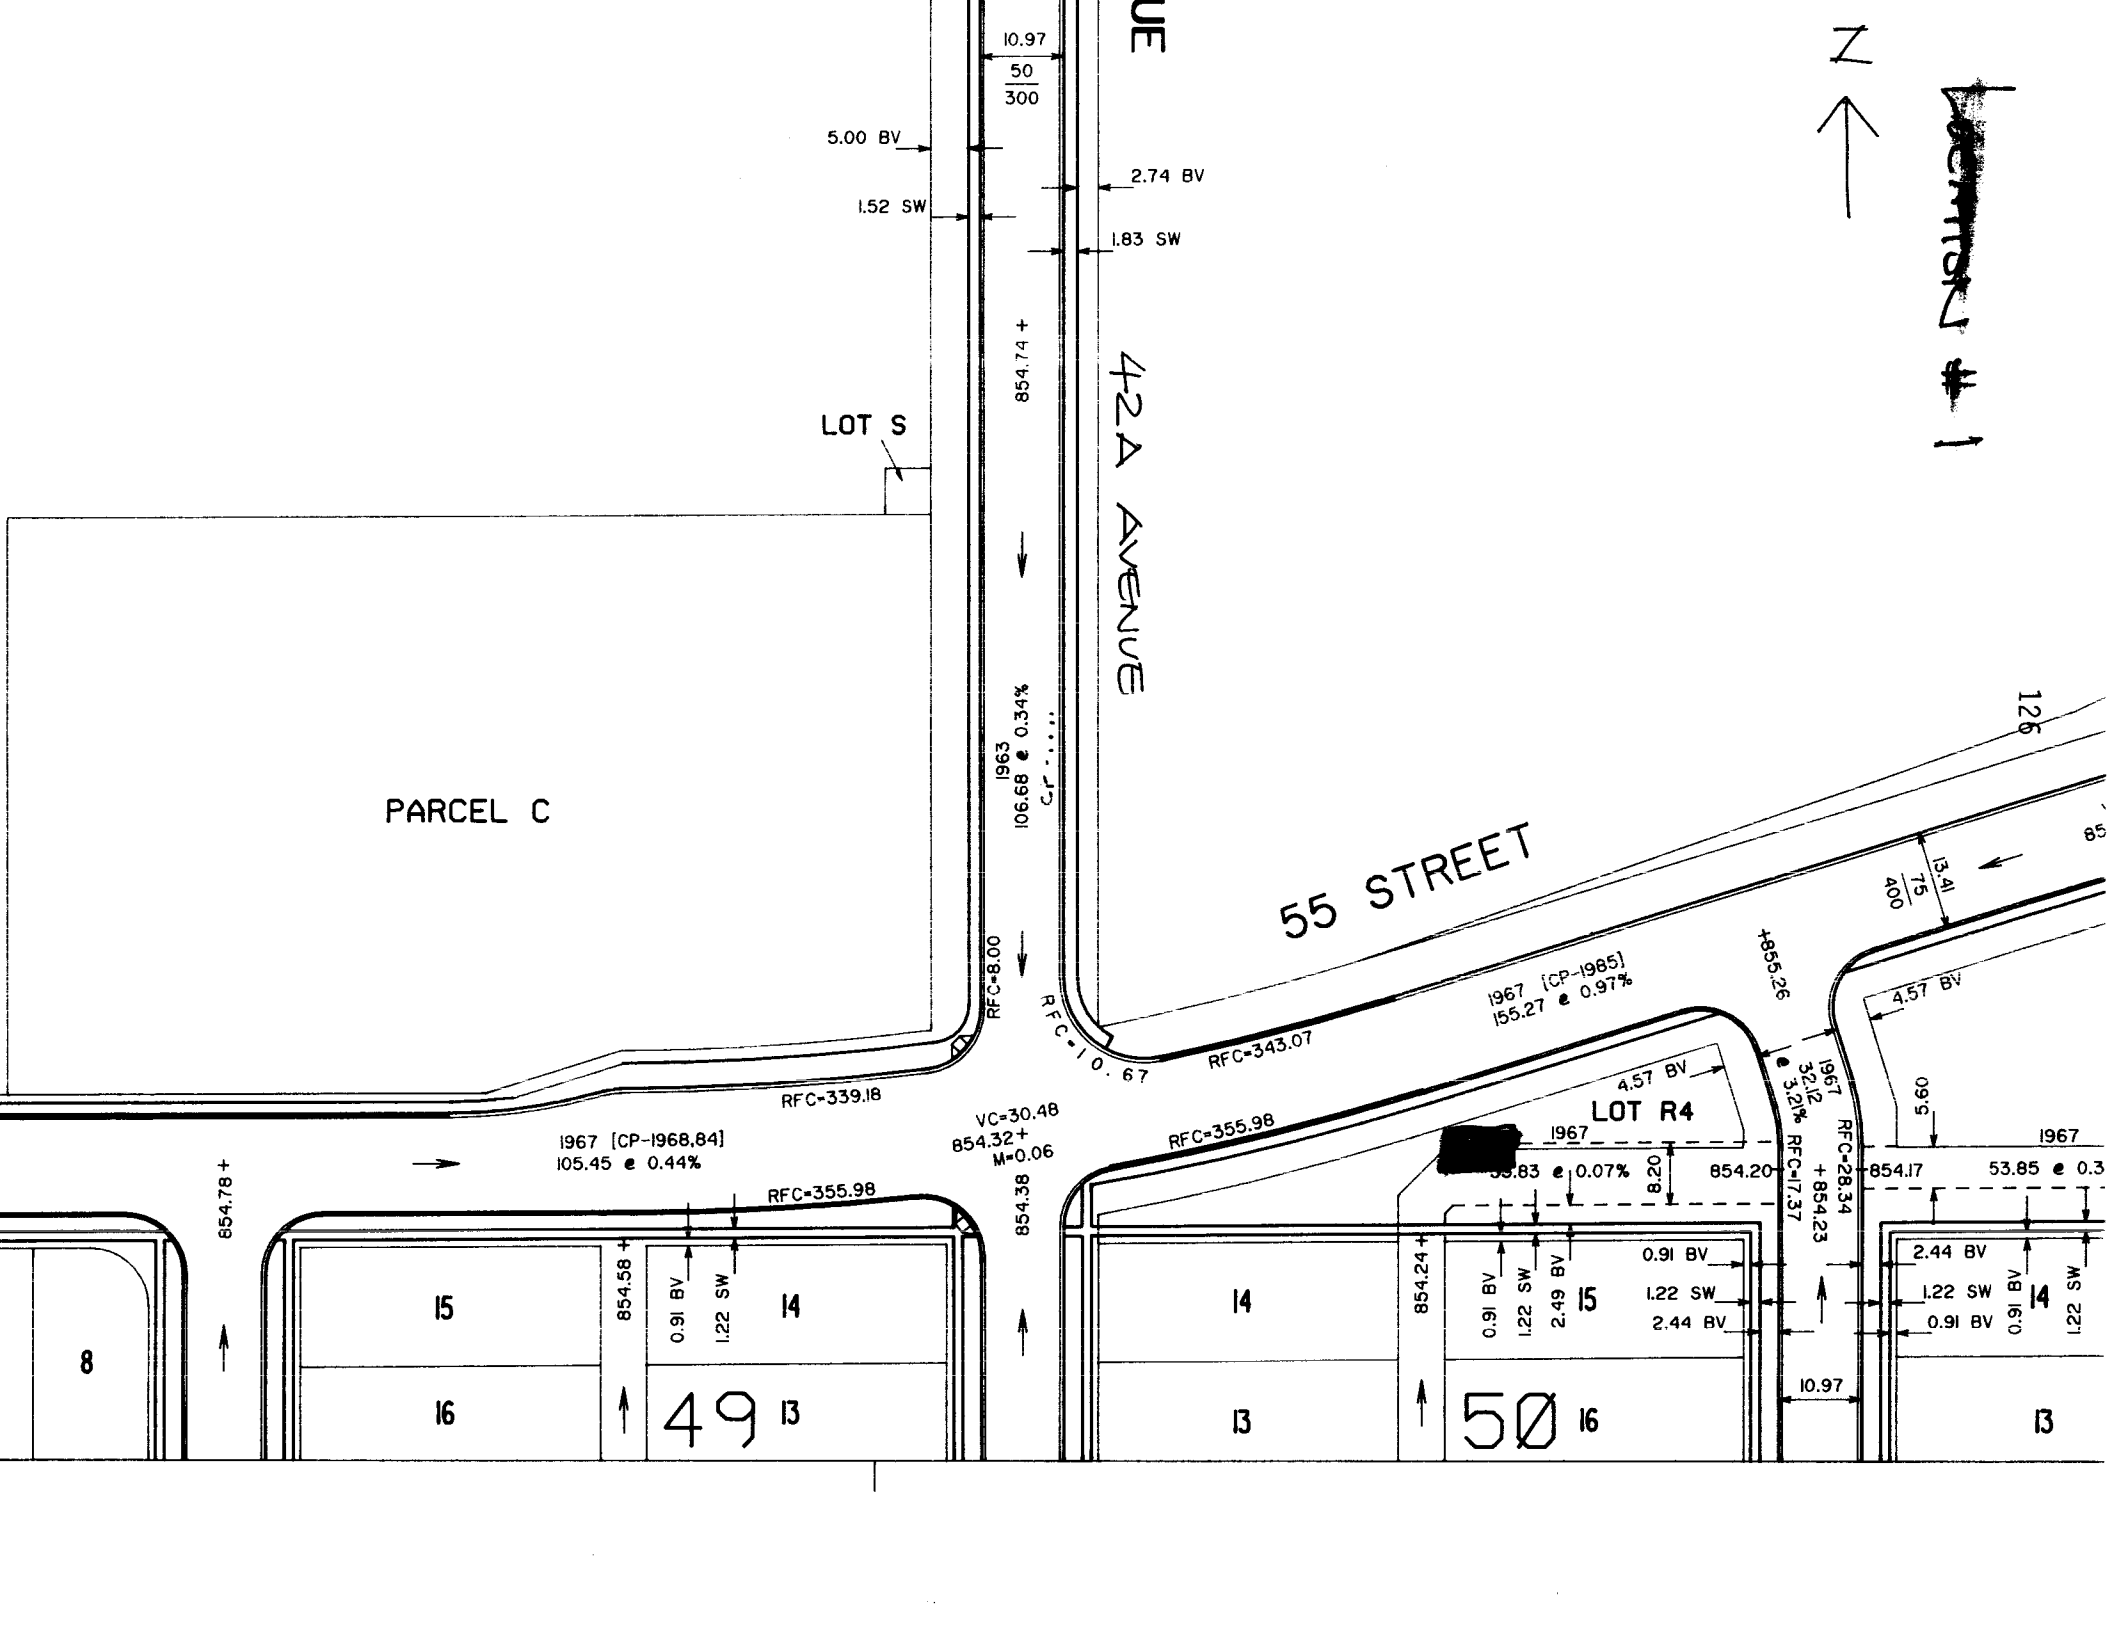 UE
N
LOCATION # 1
10.97
50
300
5.00 BV
2.74 BV
1.52 SW
1.83 SW
854.74 +
42A AVENUE
LOT S
PARCEL C
1963
106.68 @ 0.34%
126
55 STREET
13.41
75
400
85
RFC=8.00
RFC=10.67
RFC=343.07
1967 [CP-1985]
155.27 @ 0.97%
+855.26
4.57 BV
RFC=339.18
VC=30.48
854.32+
M=0.06
RFC=355.98
4.57 BV
LOT R4
1967
1967
32.12
@ 3.21%
RFC=17.37
RFC=28.34
5.60
1967
1967 [CP-1968,84]
105.45 @ 0.44%
.83 @ 0.07%
8.20
854.20
+854.23
854.17
53.85 @ 0.3
854.78 +
RFC=355.98
854.38
854.58 +
0.91 BV
1.22 SW
854.24+
0.91 BV
1.22 SW
2.49 BV
0.91 BV
1.22 SW
2.44 BV
2.44 BV
1.22 SW
0.91 BV
0.91 BV
1.22 SW
15
14
14
15
14
8
16
49
13
13
50
16
10.97
13